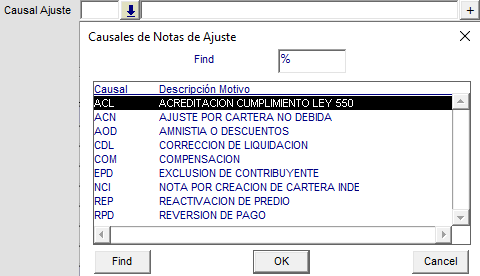 Causal Ajuste
+
Causales de Notas de Ajuste
Find %
Causal Descripción Motivo
ACL ACREDITACION CUMPLIMIENTO LEY 550
ACN AJUSTE POR CARTERA NO DEBIDA
AOD AMNISTIA O DESCUENTOS
CDL CORRECCION DE LIQUIDACION
COM COMPENSACION
EPD EXCLUSION DE CONTRIBUYENTE
NCI NOTA POR CREACION DE CARTERA INDE
REP REACTIVACION DE PREDIO
RPD REVERSION DE PAGO
Find OK Cancel